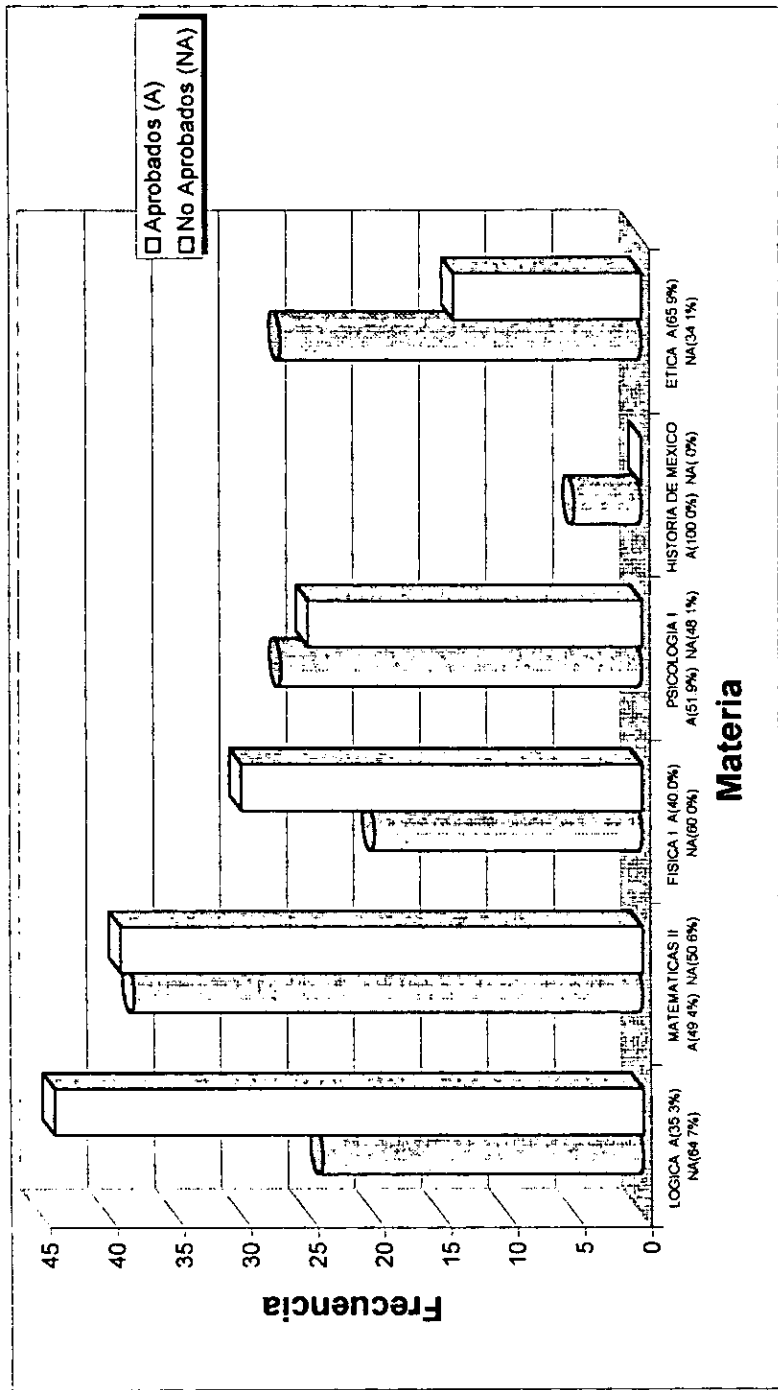 Aprobados (A)
No Aprobados (NA)
Frecuencia
45
40
35
30
25
20
15
10
5
0
LOGICA A(35 3%)
NA(64 7%)
MATEMATICAS II
A(49 4%) NA(50 6%)
FISICA I A(40.0%)
NA(60.0%)
PSICOLOGIA I
A(51.9%) NA(48 1%)
HISTORIA DE MEXICO
A(100 0%) NA( 0%)
ETICA A(65 9%)
NA(34 1%)
Materia